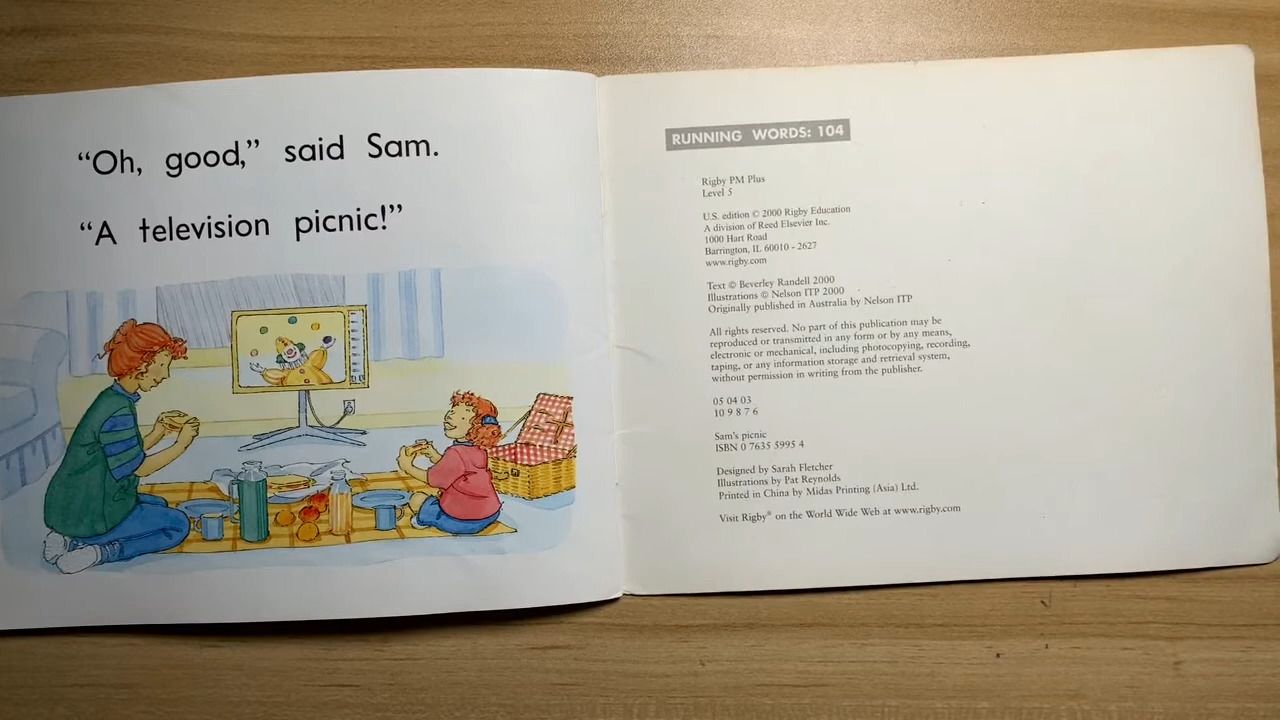 “Oh, good,” said Sam.
“A television picnic!”
RUNNING WORDS: 104
Rigby PM Plus
Level 5
U.S. edition © 2000 Rigby Education
A division of Reed Elsevier Inc.
1000 Hart Road
Barrington, IL 60010 - 2627
www.rigby.com
Text © Beverley Randell 2000
Illustrations © Nelson ITP 2000
Originally published in Australia by Nelson ITP
All rights reserved. No part of this publication may be
reproduced or transmitted in any form or by any means,
electronic or mechanical, including photocopying, recording,
taping, or any information storage and retrieval system,
without permission in writing from the publisher.
05 04 03
10 9 8 7 6
Sam's picnic
ISBN 0 7635 5995 4
Designed by Sarah Fletcher
Illustrations by Pat Reynolds
Printed in China by Midas Printing (Asia) Ltd.
Visit Rigby® on the World Wide Web at www.rigby.com